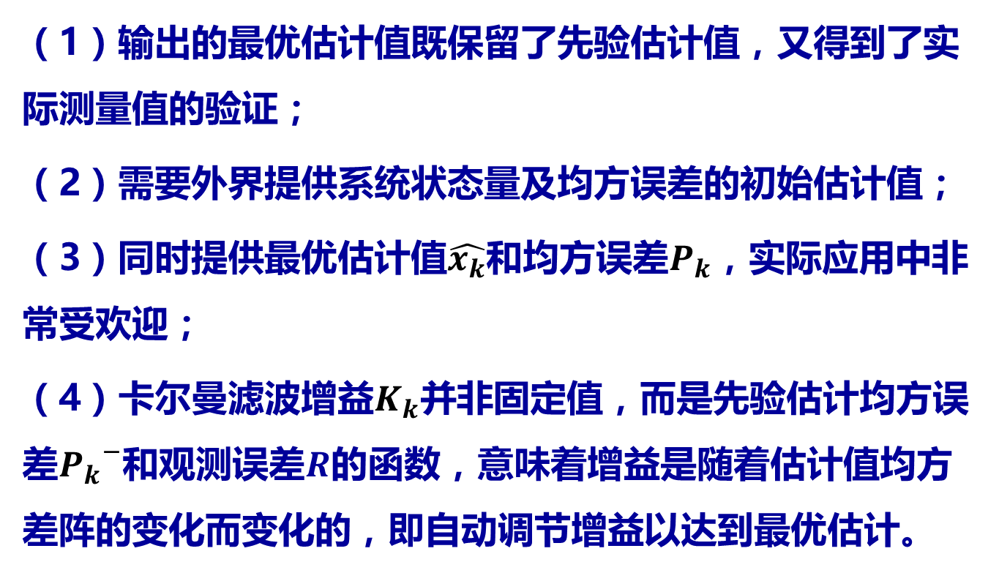 （1）输出的最优估计值既保留了先验估计值，又得到了实
际测量值的验证；
（2）需要外界提供系统状态量及均方误差的初始估计值；
（3）同时提供最优估计值$\widehat{x_k}$和均方误差$P_k$，实际应用中非
常受欢迎；
（4）卡尔曼滤波增益$K_k$并非固定值，而是先验估计均方误
差$P_k^-$和观测误差$R$的函数，意味着增益是随着估计值均方
差阵的变化而变化的，即自动调节增益以达到最优估计。